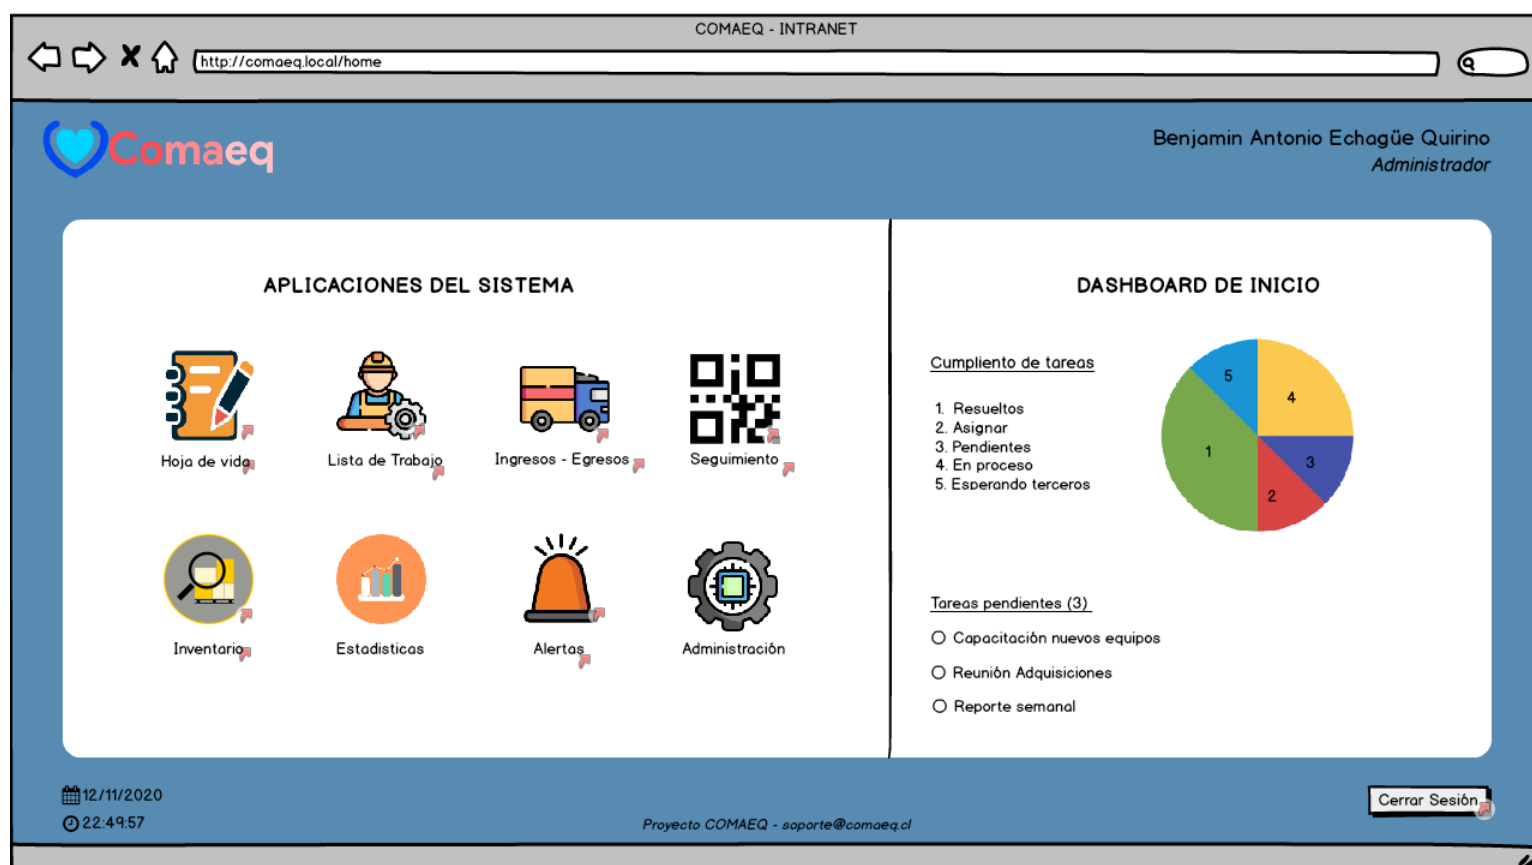 COMAEQ - INTRANET
http://comaeq.local/home
Comaeq
Benjamin Antonio Echagüe Quirino
Administrador
APLICACIONES DEL SISTEMA
Hoja de vida
Lista de Trabajo
Ingresos - Egresos
Seguimiento
Inventario
Estadisticas
Alertas
Administración
DASHBOARD DE INICIO
Cumpliento de tareas
1. Resueltos
2. Asignar
3. Pendientes
4. En proceso
5. Esperando terceros
5
4
1
3
2
Tareas pendientes (3)
Capacitación nuevos equipos
Reunión Adquisiciones
Reporte semanal
12/11/2020
22:49:57
Proyecto COMAEQ - soporte@comaeq.cl
Cerrar Sesión